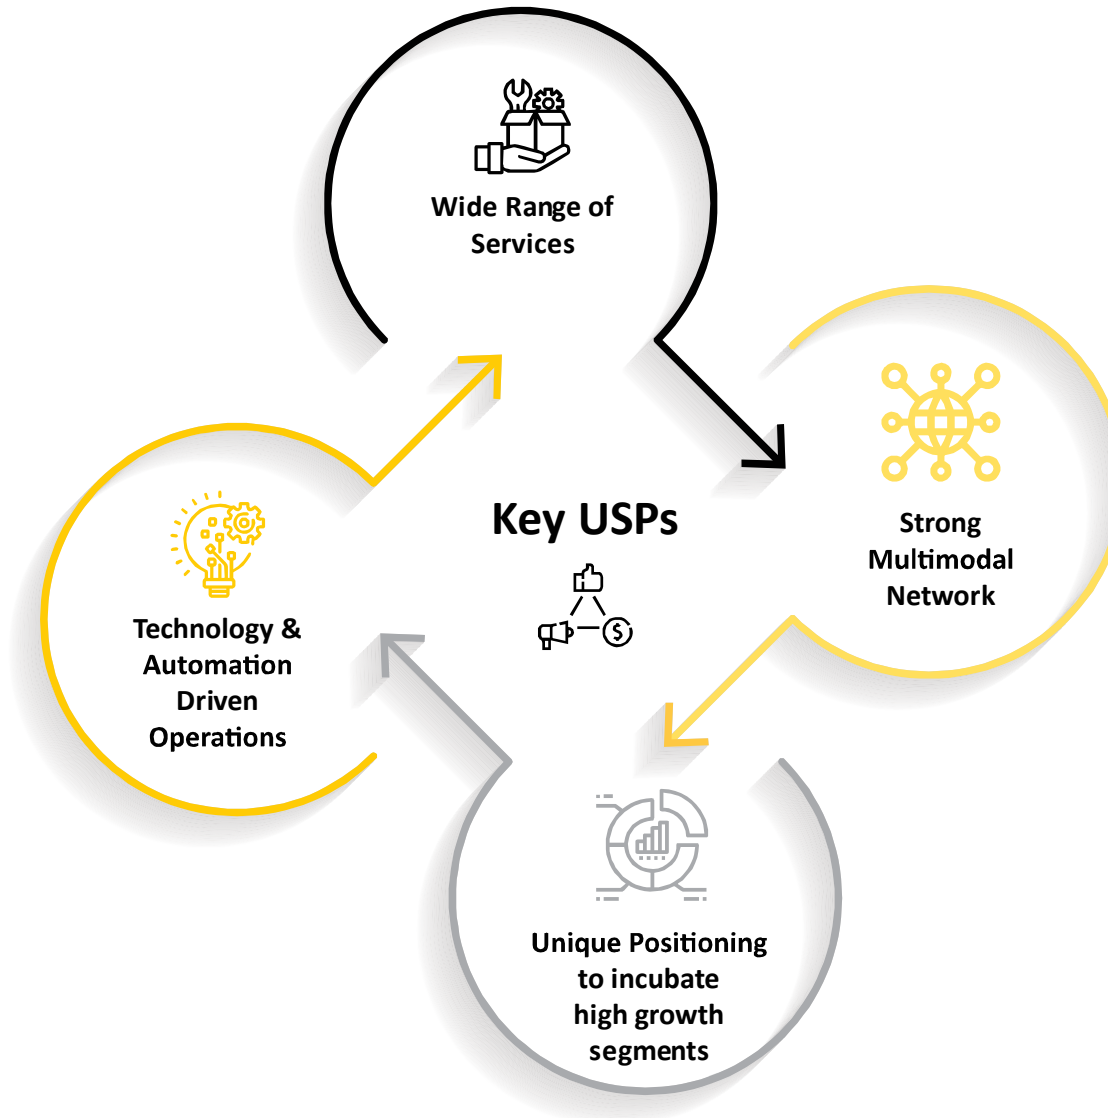 Wide Range of
Services
Key USPs
Strong
Multimodal
Network
Technology &
Automation
Driven
Operations
Unique Positioning
to incubate
high growth
segments